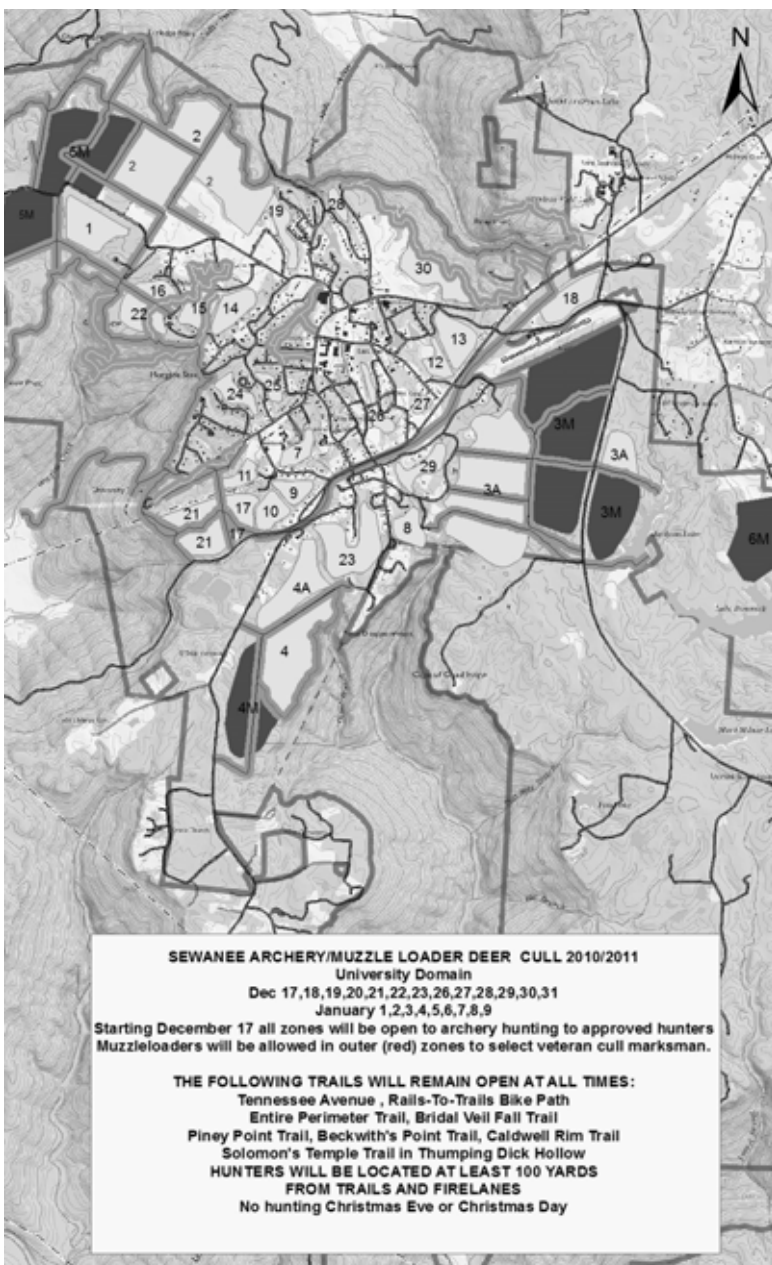 N
2
5M
2
2
5M
1
19
28
30
16
22
15
14
18
13
12
24
25
27
26
7
3M
3A
29
11
3A
9
21
17
10
3M
21
17
8
6M
23
4A
4
4M
SEWANEE ARCHERY/MUZZLE LOADER DEER CULL 2010/2011
University Domain
Dec 17,18,19,20,21,22,23,26,27,28,29,30,31
January 1,2,3,4,5,6,7,8,9
Starting December 17 all zones will be open to archery hunting to approved hunters
Muzzleloaders will be allowed in outer (red) zones to select veteran cull marksman.
THE FOLLOWING TRAILS WILL REMAIN OPEN AT ALL TIMES:
Tennessee Avenue , Rails-To-Trails Bike Path
Entire Perimeter Trail, Bridal Veil Fall Trail
Piney Point Trail, Beckwith's Point Trail, Caldwell Rim Trail
Solomon's Temple Trail in Thumping Dick Hollow
HUNTERS WILL BE LOCATED AT LEAST 100 YARDS
FROM TRAILS AND FIRELANES
No hunting Christmas Eve or Christmas Day